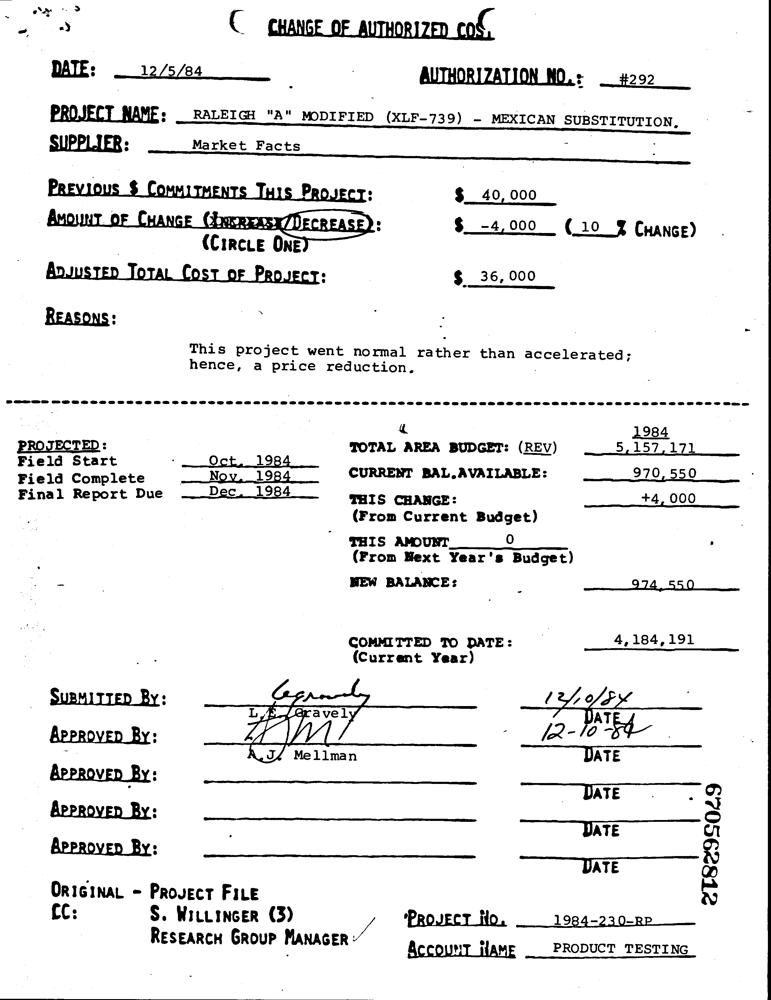 CHANGE OF AUTHORIZED COS
DATE: 12/5/84 AUTHORIZATION NO.: #292
PROJECT NAME: RALEIGH "A" MODIFIED (XLF-739) - MEXICAN SUBSTITUTION.
SUPPLIER: Market Facts
PREVIOUS $ COMMITMENTS THIS PROJECT: $ 40,000
AMOUNT OF CHANGE (INCREASE/DECREASE): $ -4,000 ( 10 % CHANGE)
(CIRCLE ONE)
ADJUSTED TOTAL COST OF PROJECT: $ 36,000
REASONS:
This project went normal rather than accelerated;
hence, a price reduction.
1984
PROJECTED: TOTAL AREA BUDGET: (REV) 5,157,171
Field Start Oct. 1984
Field Complete Nov. 1984 CURRENT BAL.AVAILABLE: 970,550
Final Report Due Dec. 1984 THIS CHANGE: +4,000
(From Current Budget)
THIS AMOUNT 0
(From Next Year's Budget)
NEW BALANCE: 974,550
COMMITTED TO DATE: 4,184,191
(Current Year)
SUBMITTED BY: Legravely 12/10/84
L.E. Gravely DATE
APPROVED BY: 12-10-84
A.J. Mellman DATE
APPROVED BY:
DATE
APPROVED BY:
DATE
APPROVED BY:
DATE
670562812
ORIGINAL - PROJECT FILE
CC: S. WILLINGER (3) PROJECT NO. 1984-230-RP
RESEARCH GROUP MANAGER
ACCOUNT NAME PRODUCT TESTING